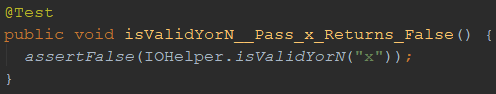 @Test
public void isValidYorN__Pass_x_Returns_False() {
  assertFalse(IOHelper.isValidYorN("x"));
}